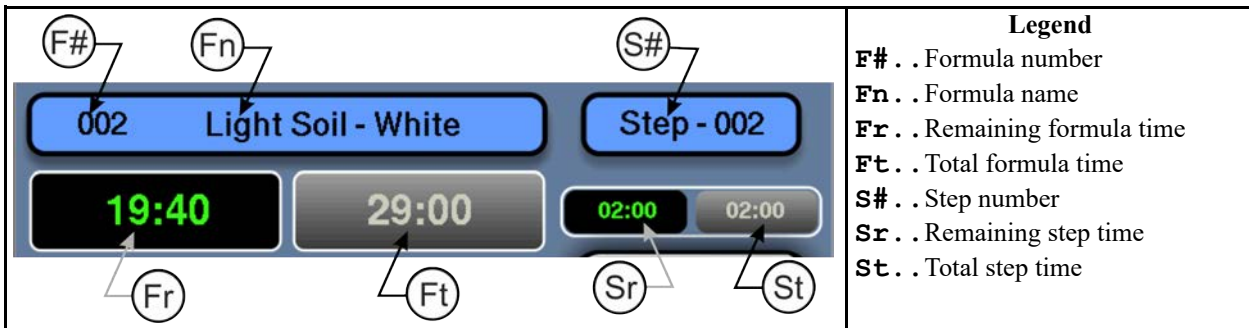 F# Fn S#
002 Light Soil - White Step - 002
19:40 29:00 02:00 02:00
Fr Ft Sr St
Legend
F#..Formula number
Fn..Formula name
Fr..Remaining formula time
Ft..Total formula time
S#..Step number
Sr..Remaining step time
St..Total step time